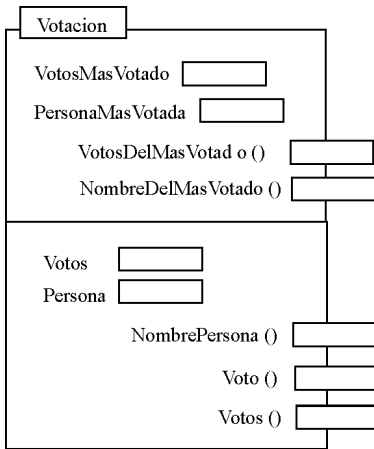 Votacion
VotosMasVotado
PersonaMasVotada
VotosDelMasVotad o ()
NombreDelMasVotado ()
Votos
Persona
NombrePersona ()
Voto ()
Votos ()